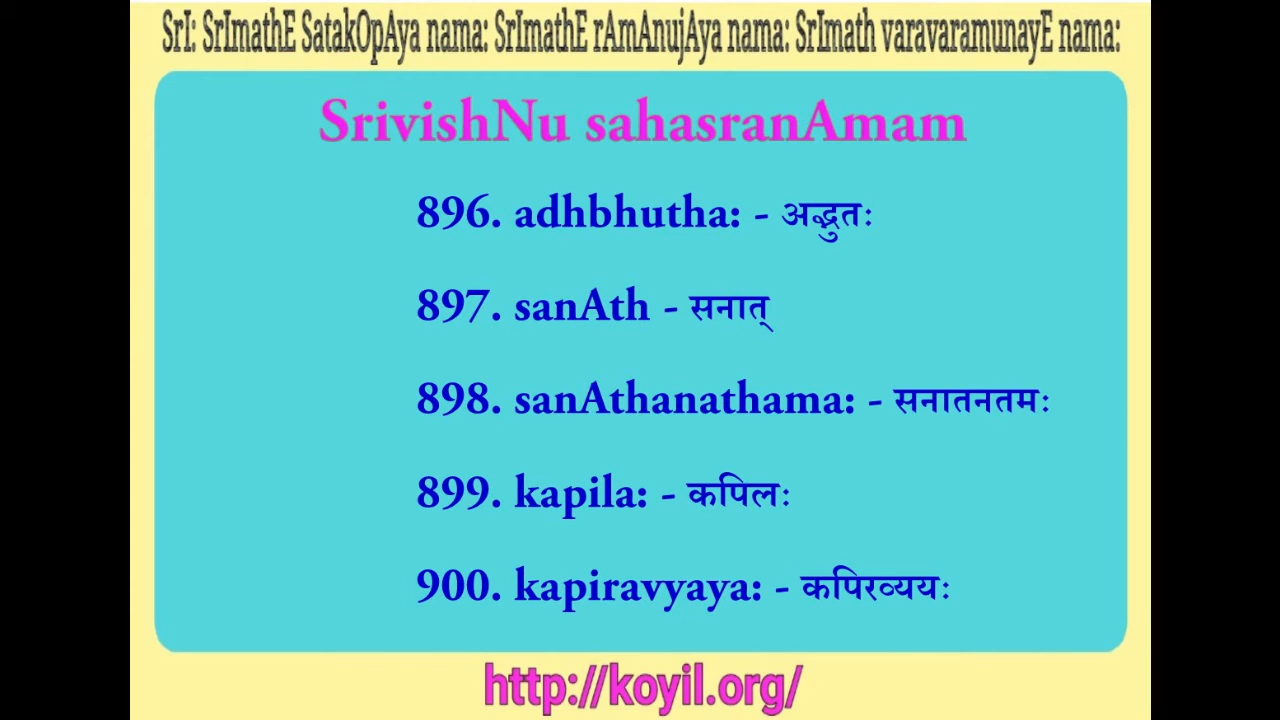 SrI: SrImathE SatakOpAya nama: SrImathE rAmAnujAya nama: SrImath varavaramunayE nama:
SrivishNu sahasranAmam
896. adhbhutha: - अद्भुतः
897. sanAth - सनात्
898. sanAthanathama: - सनातनतमः
899. kapila: - कपिलः
900. kapiravyaya: - कपिरव्ययः
http://koyil.org/